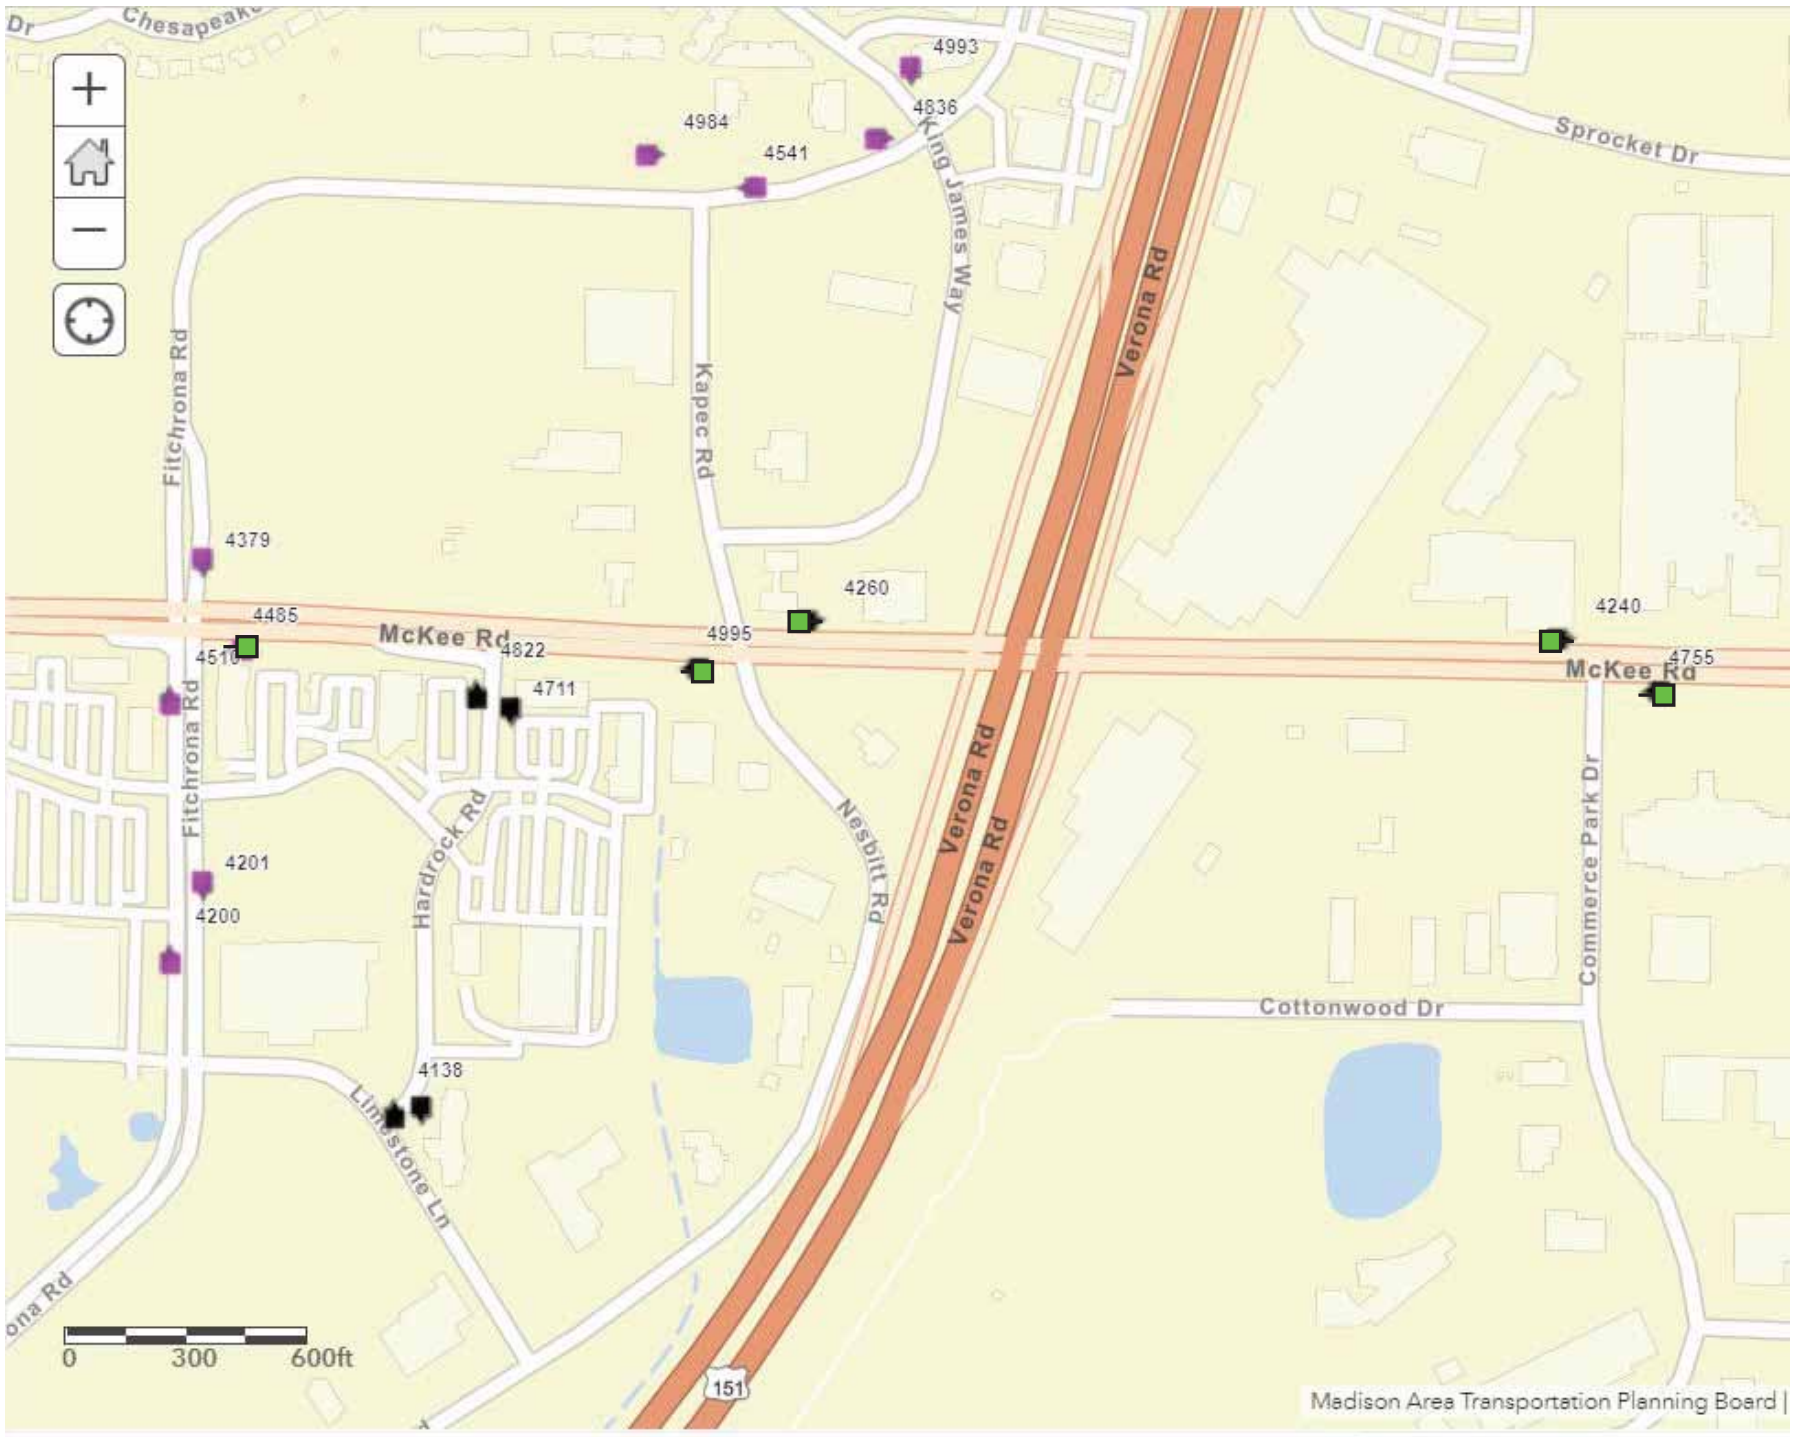 Dr
Chesapeake
4993
4836
4984
4541
King James Way
Sprocket Dr
Verona Rd
Fitchrona Rd
Kapec Rd
4379
4260
4485
McKee Rd
4995
4822
4510
4240
4755
McKee Rd
4711
Fitchrona Rd
Verona Rd
Nesbitt Rd
Hardrock Rd
Verona Rd
Commerce Park Dr
4201
4200
Cottonwood Dr
4138
Limestone Ln
ona Rd
0 300 600ft
151
Madison Area Transportation Planning Board |